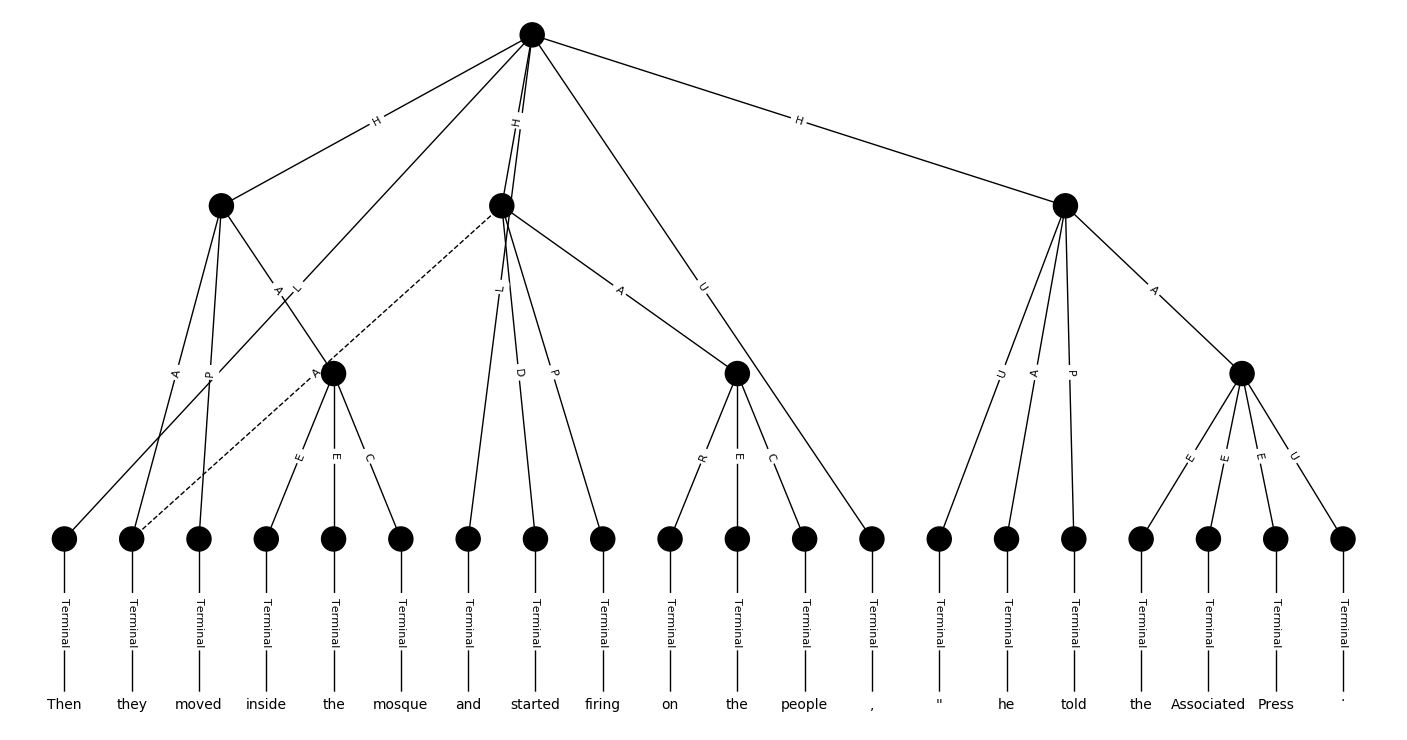 H H H
A L L A U A
A P A D P U A P
E E C R E C E E E U
Terminal Terminal Terminal Terminal Terminal Terminal Terminal Terminal Terminal Terminal Terminal Terminal Terminal Terminal Terminal Terminal Terminal Terminal Terminal Terminal
Then they moved inside the mosque and started firing on the people , " he told the Associated Press .